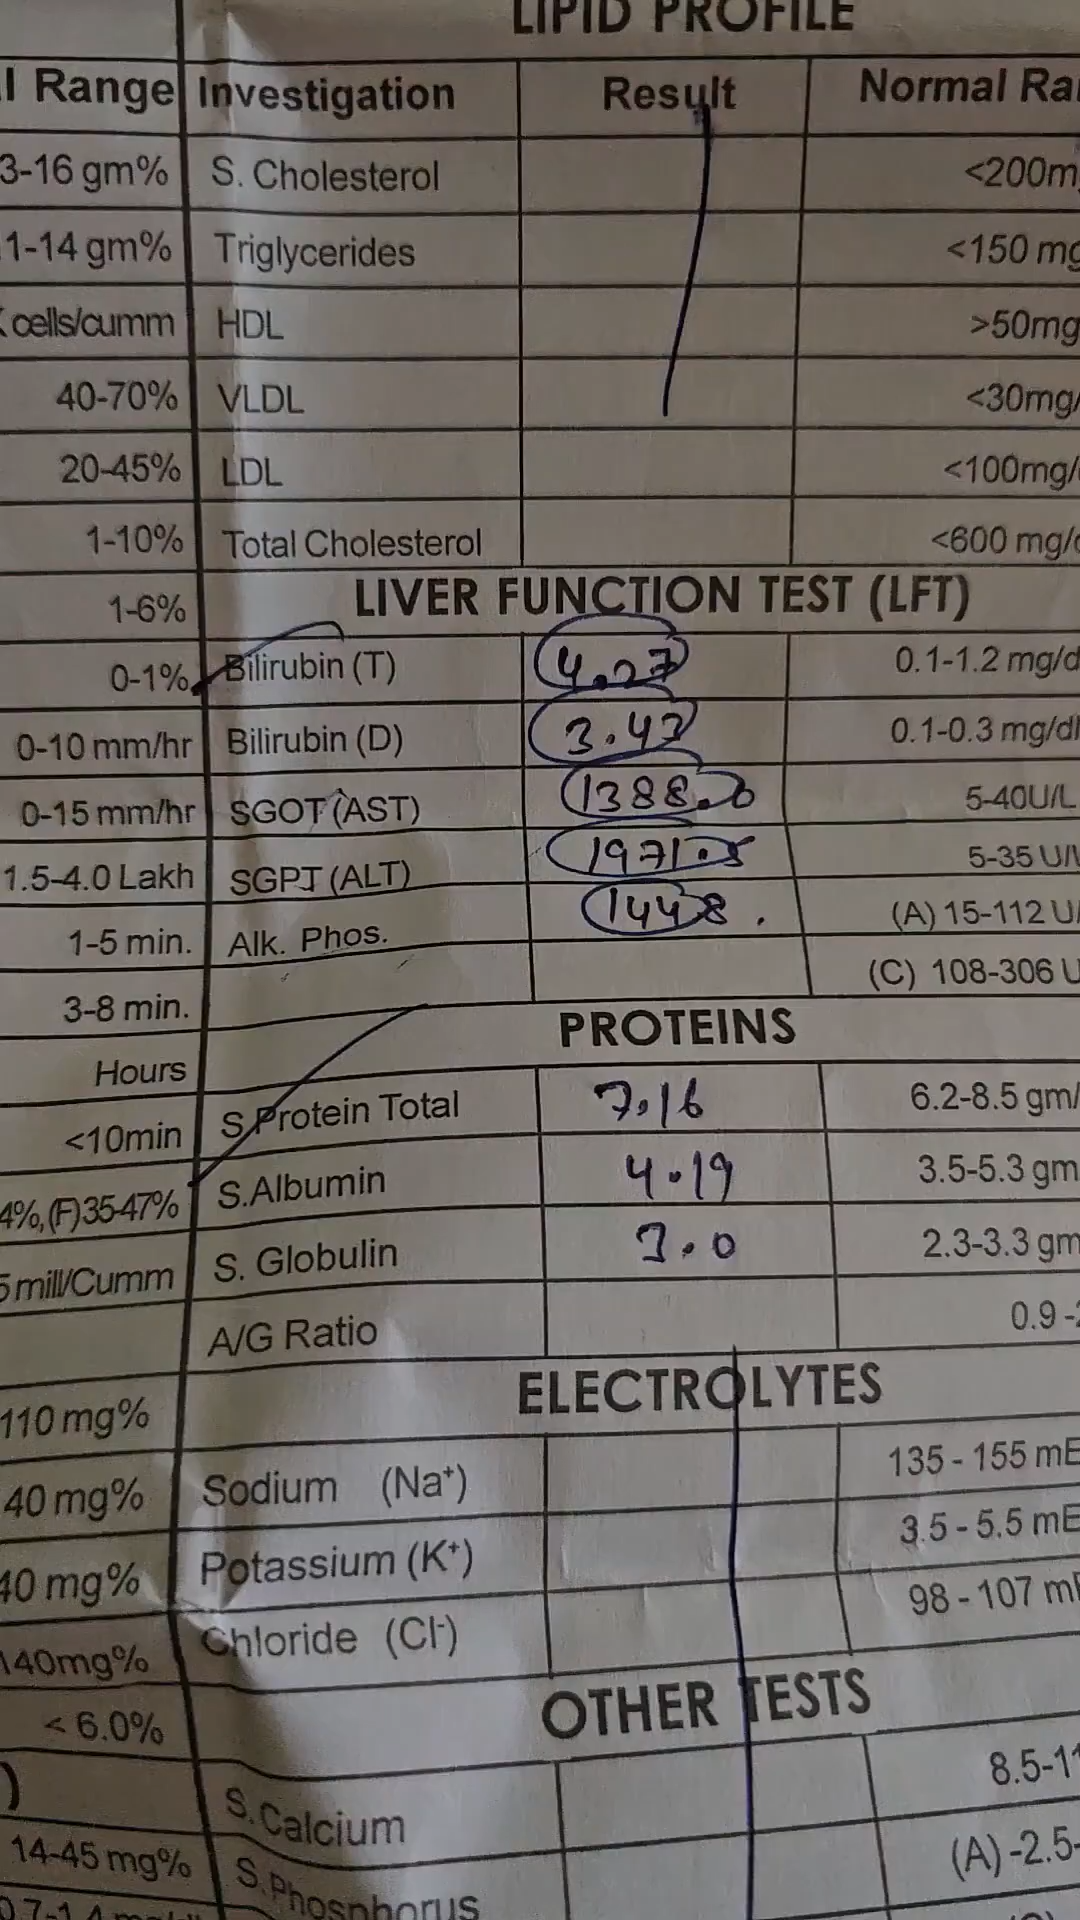 LIPID PROFILE
Range Investigation Result Normal
3-16 gm% S. Cholesterol <200m
1-14 gm% Triglycerides <150 mg
cells/cumm HDL >50mg
40-70% VLDL <30mg/
20-45% LDL <100mg/
1-10% Total Cholesterol <600 mg/
1-6% LIVER FUNCTION TEST (LFT)
0-1% Bilirubin (T) 4.27 0.1-1.2 mg/d
0-10 mm/hr Bilirubin (D) 3.47 0.1-0.3 mg/dl
0-15 mm/hr SGOT (AST) 1388.0 5-40U/L
1.5-4.0 Lakh SGPT (ALT) 1971.5 5-35 U/
1-5 min. Alk. Phos. 1448. (A) 15-112 U/
3-8 min. (C) 108-306 U
PROTEINS
Hours
<10min S.Protein Total 7.16 6.2-8.5 gm/
4%,(F)35-47% S.Albumin 4.19 3.5-5.3 gm
mill/Cumm S. Globulin 3.0 2.3-3.3 gm
A/G Ratio 0.9 -
110 mg% ELECTROLYTES
40 mg% Sodium (Na⁺) 135 - 155 mE
40 mg% Potassium (K⁺) 3.5 - 5.5 mE
140mg% Chloride (Cl⁻) 98 - 107 m
< 6.0% OTHER TESTS
) S.Calcium 8.5-11
14-45 mg% S.Phosphorus (A) -2.5-